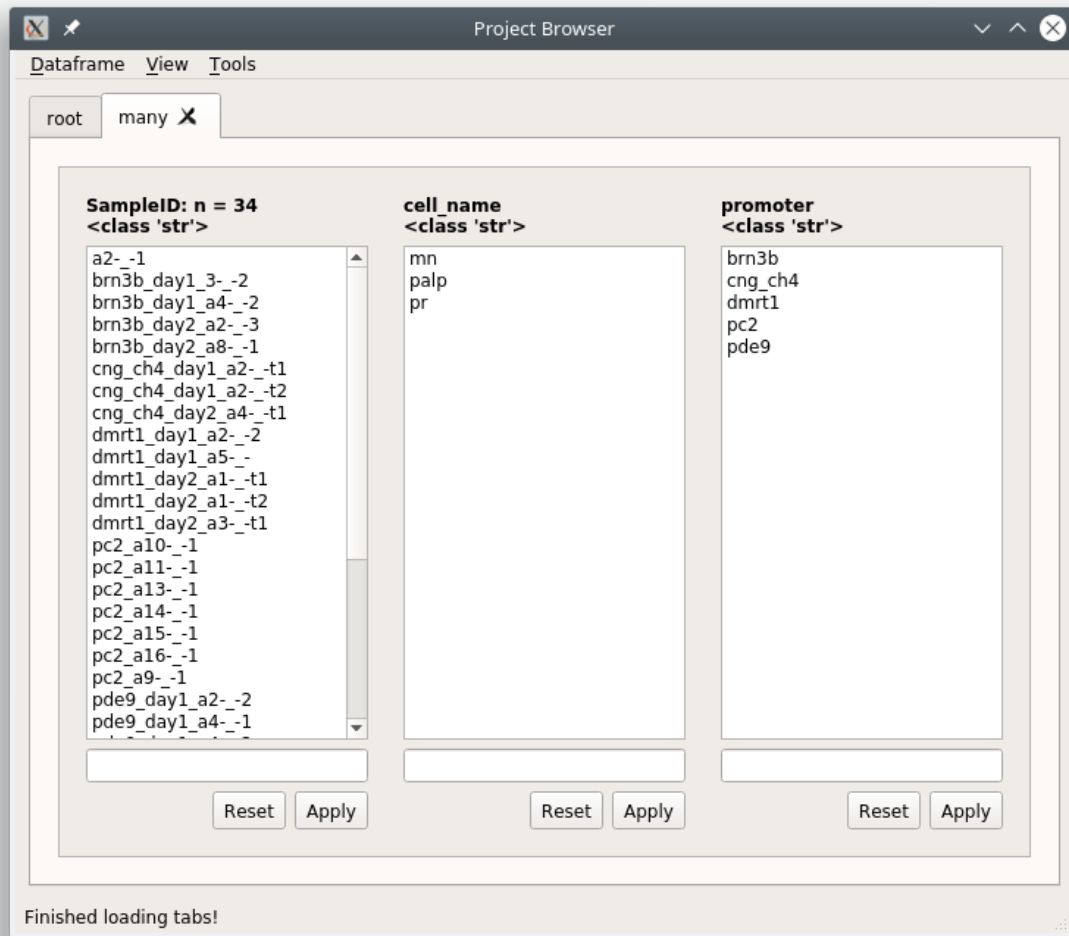 Project Browser
Dataframe View Tools
root many
SampleID: n = 34
<class 'str'>
a2-_-1
brn3b_day1_3-_-2
brn3b_day1_a4-_-2
brn3b_day2_a2-_-3
brn3b_day2_a8-_-1
cng_ch4_day1_a2-_-t1
cng_ch4_day1_a2-_-t2
cng_ch4_day2_a4-_-t1
dmrt1_day1_a2-_-2
dmrt1_day1_a5-_-
dmrt1_day2_a1-_-t1
dmrt1_day2_a1-_-t2
dmrt1_day2_a3-_-t1
pc2_a10-_-1
pc2_a11-_-1
pc2_a13-_-1
pc2_a14-_-1
pc2_a15-_-1
pc2_a16-_-1
pc2_a9-_-1
pde9_day1_a2-_-2
pde9_day1_a4-_-1
Reset Apply
cell_name
<class 'str'>
mn
palp
pr
Reset Apply
promoter
<class 'str'>
brn3b
cng_ch4
dmrt1
pc2
pde9
Reset Apply
Finished loading tabs!